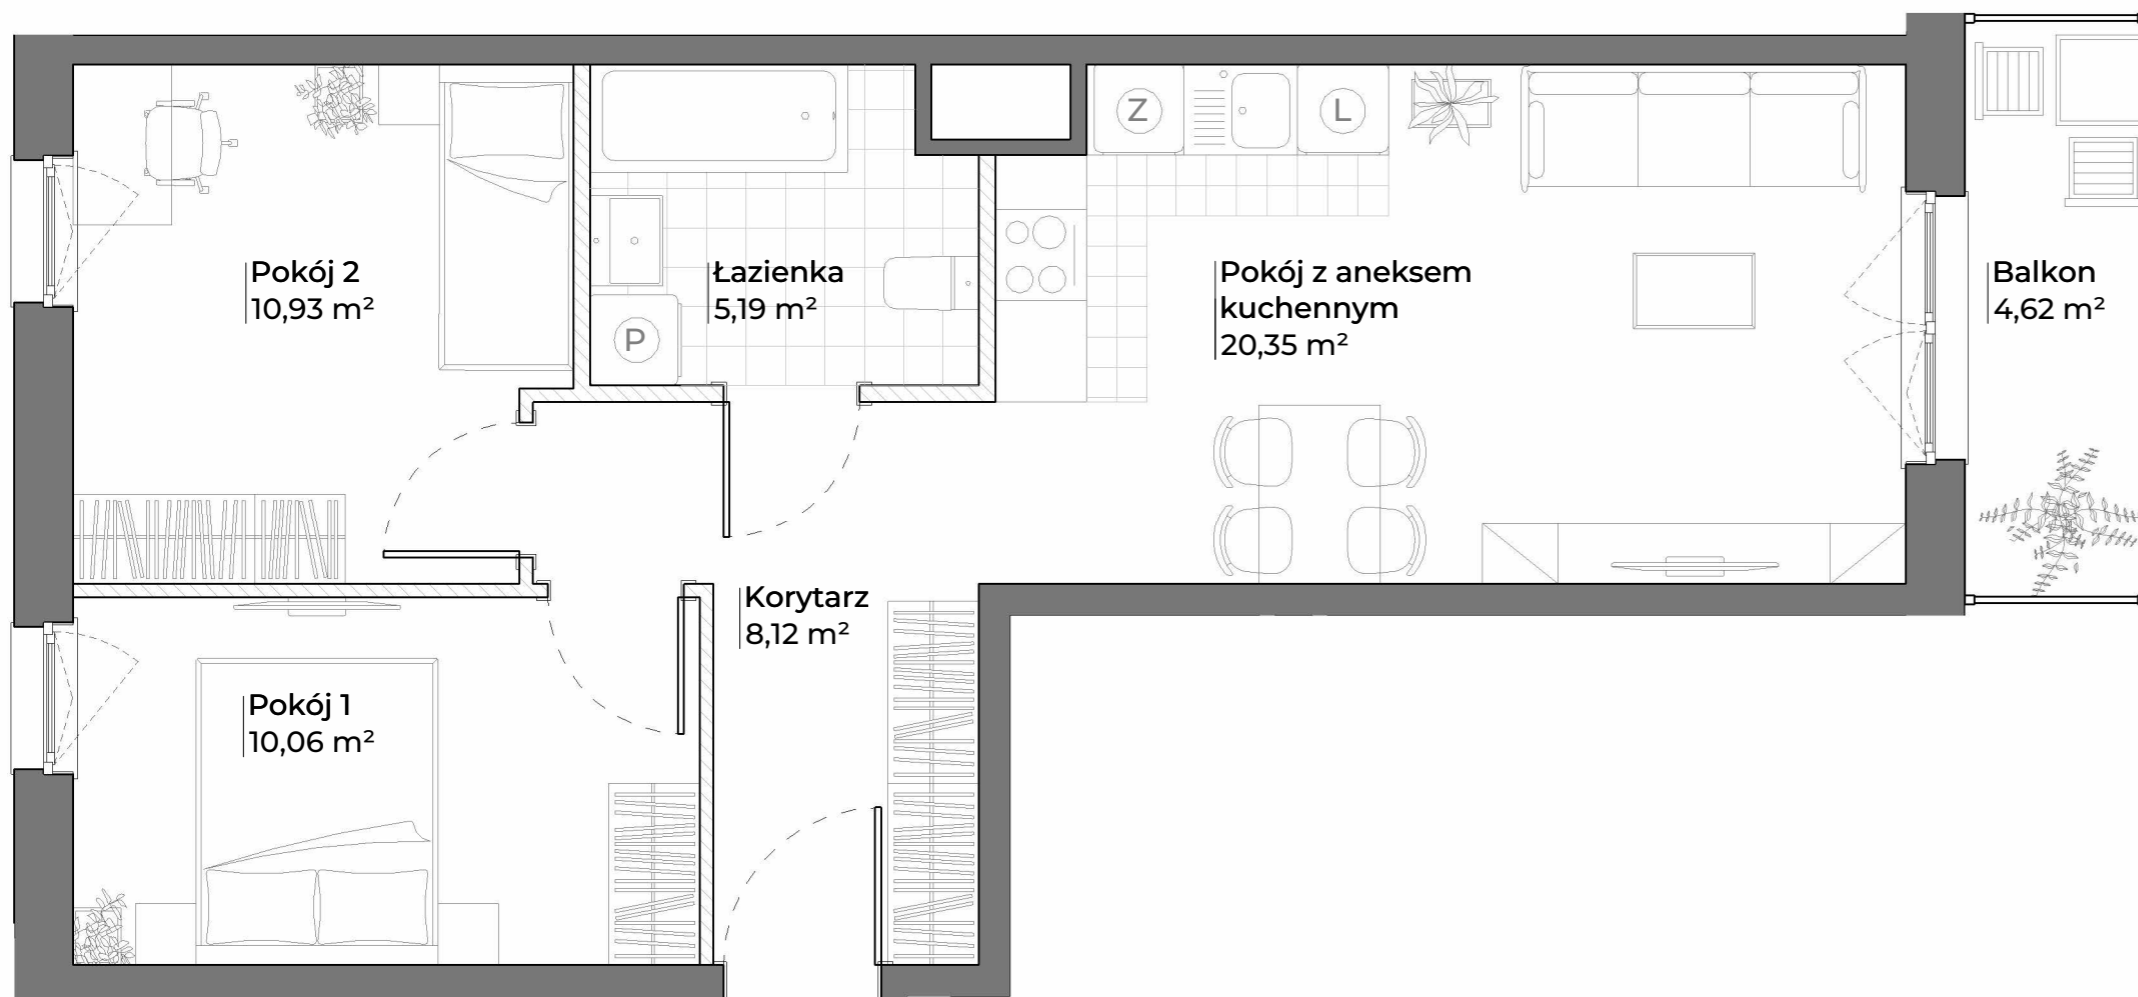 Z
L
Pokój 2
10,93 m²
Łazienka
5,19 m²
P
Pokój z aneksem
kuchennym
20,35 m²
Balkon
4,62 m²
Korytarz
8,12 m²
Pokój 1
10,06 m²